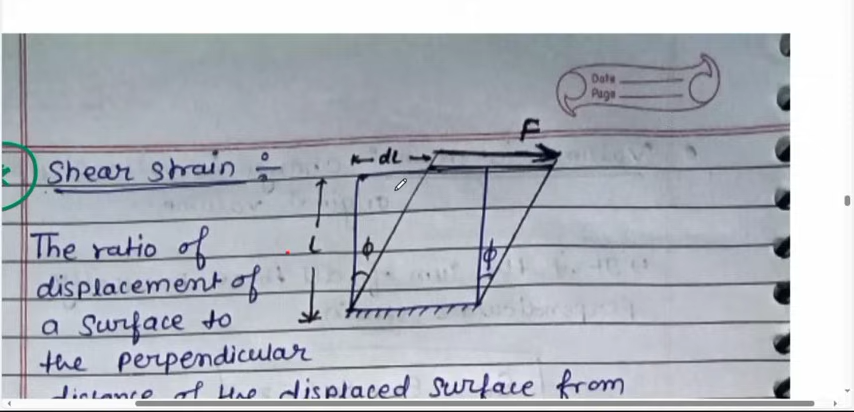 Date
Page
F
Shear strain ÷
dl
The ratio of
L
ϕ
ϕ
displacement of
a surface to
the perpendicular
distance of the displaced surface from